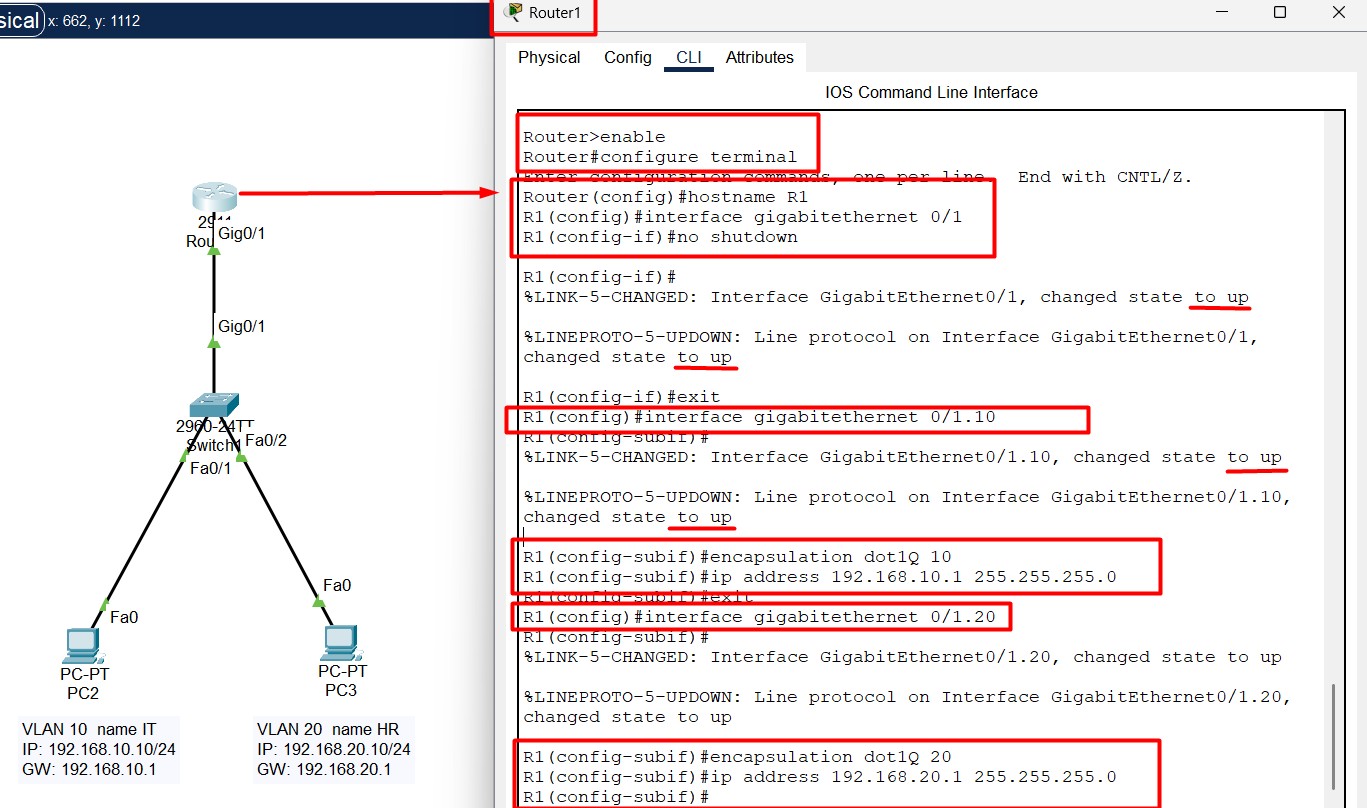 sical x: 662, y: 1112
Router1
Physical Config CLI Attributes
IOS Command Line Interface
Router>enable
Router#configure terminal
Enter configuration commands, one per line. End with CNTL/Z.
Router(config)#hostname R1
R1(config)#interface gigabitethernet 0/1
R1(config-if)#no shutdown
R1(config-if)#
%LINK-5-CHANGED: Interface GigabitEthernet0/1, changed state to up
%LINEPROTO-5-UPDOWN: Line protocol on Interface GigabitEthernet0/1,
changed state to up
R1(config-if)#exit
R1(config)#interface gigabitethernet 0/1.10
R1(config-subif)#
%LINK-5-CHANGED: Interface GigabitEthernet0/1.10, changed state to up
%LINEPROTO-5-UPDOWN: Line protocol on Interface GigabitEthernet0/1.10,
changed state to up
R1(config-subif)#encapsulation dot1Q 10
R1(config-subif)#ip address 192.168.10.1 255.255.255.0
R1(config-subif)#exit
R1(config)#interface gigabitethernet 0/1.20
R1(config-subif)#
%LINK-5-CHANGED: Interface GigabitEthernet0/1.20, changed state to up
%LINEPROTO-5-UPDOWN: Line protocol on Interface GigabitEthernet0/1.20,
changed state to up
R1(config-subif)#encapsulation dot1Q 20
R1(config-subif)#ip address 192.168.20.1 255.255.255.0
R1(config-subif)#
Gig0/1
Rou
Gig0/1
2960-24TT
Switch1
Fa0/2
Fa0/1
Fa0
Fa0
PC-PT
PC2
PC-PT
PC3
VLAN 10 name IT
IP: 192.168.10.10/24
GW: 192.168.10.1
VLAN 20 name HR
IP: 192.168.20.10/24
GW: 192.168.20.1